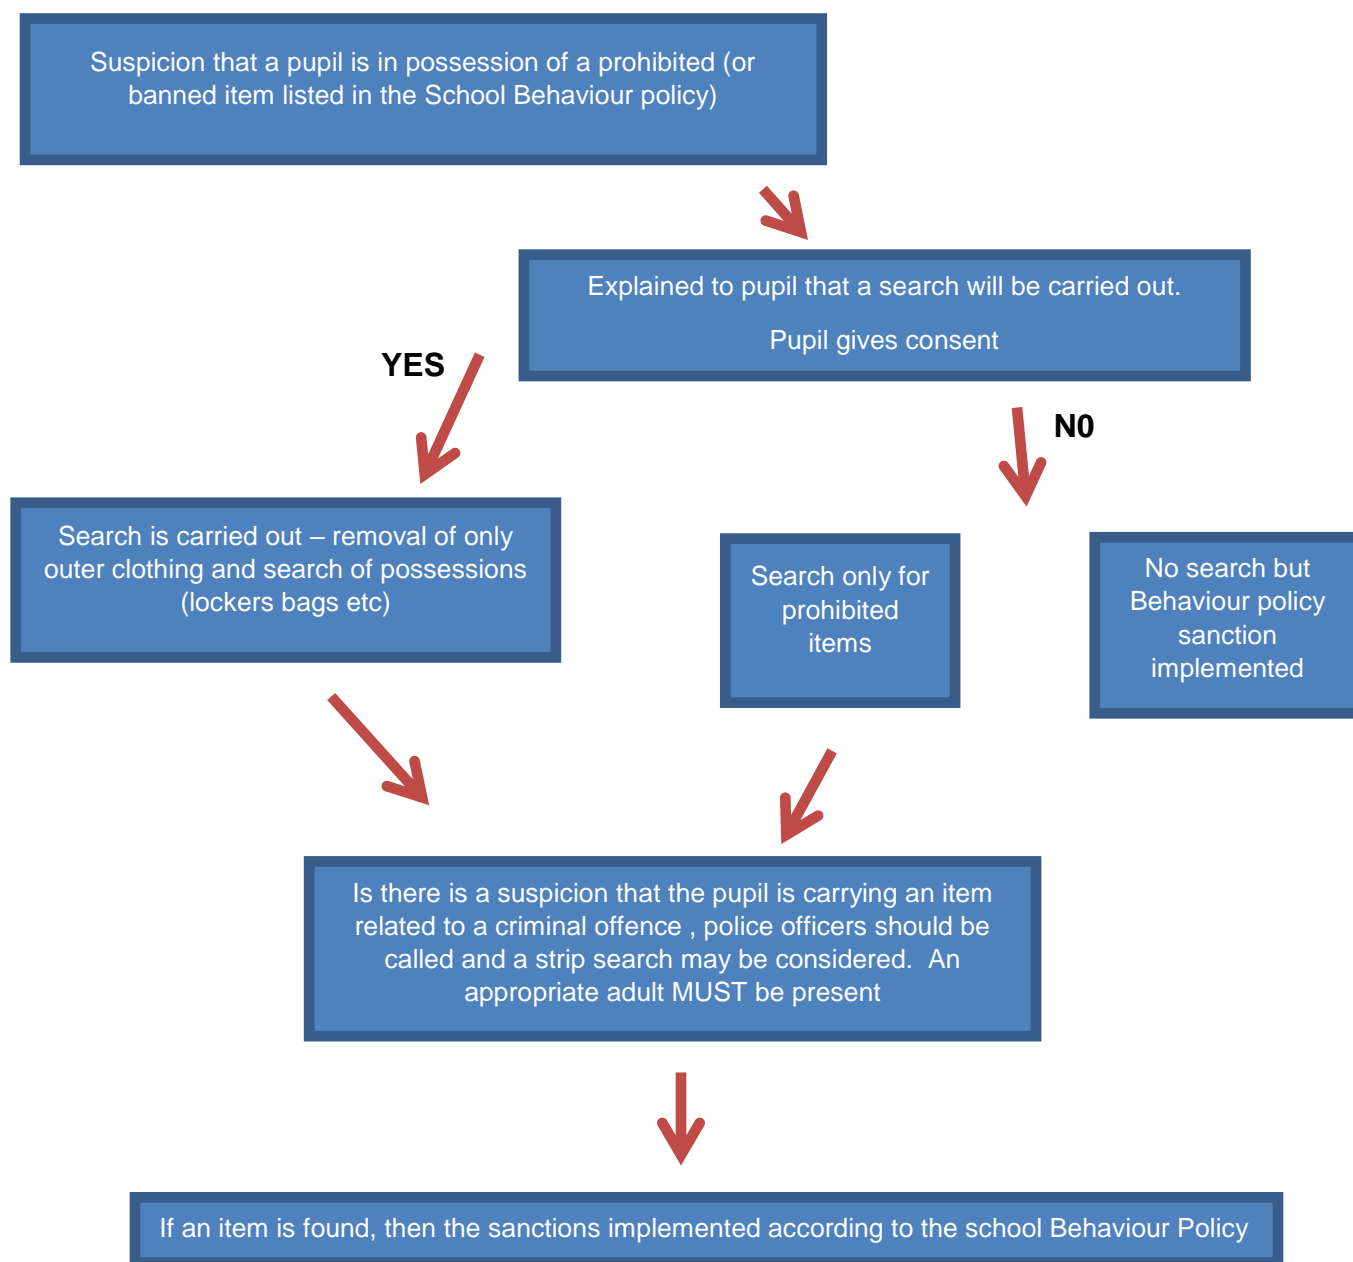 Suspicion that a pupil is in possession of a prohibited (or
banned item listed in the School Behaviour policy)
Explained to pupil that a search will be carried out.
Pupil gives consent
YES
N0
Search is carried out – removal of only
outer clothing and search of possessions
(lockers bags etc)
Search only for
prohibited
items
No search but
Behaviour policy
sanction
implemented
Is there is a suspicion that the pupil is carrying an item
related to a criminal offence , police officers should be
called and a strip search may be considered.  An
appropriate adult MUST be present
If an item is found, then the sanctions implemented according to the school Behaviour Policy